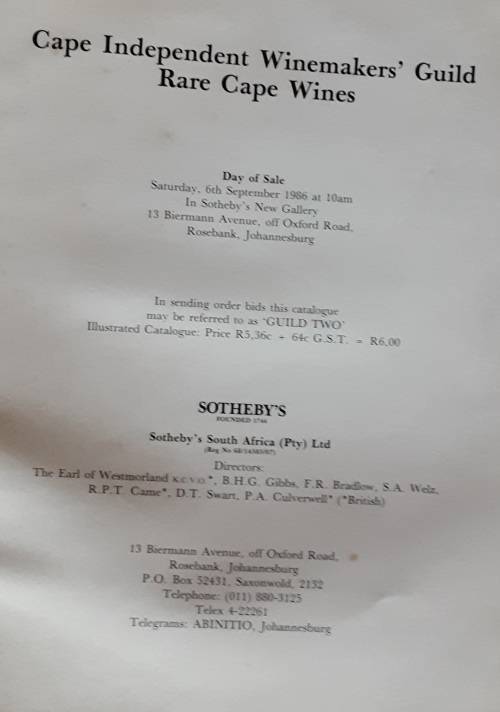 Cape Independent Winemakers' Guild
Rare Cape Wines
Day of Sale
Saturday, 6th September 1986 at 10am
In Sotheby's New Gallery
13 Biermann Avenue, off Oxford Road,
Rosebank, Johannesburg
In sending order bids this catalogue
may be referred to as 'GUILD TWO'
Illustrated Catalogue: Price R5,36c + 64c G.S.T. = R6,00
SOTHEBY'S
FOUNDED 1744
Sotheby's South Africa (Pty) Ltd
(Reg No
Directors:
The Earl of Westmorland K.C.V.O.*, B.H.G. Gibbs, F.R. Bradlow, S.A. Welz,
R.P.T. Came*, D.T. Swart, P.A. Culverwell* (*British)
13 Biermann Avenue, off Oxford Road,
Rosebank, Johannesburg
P.O. Box 52431, Saxonwold, 2132
Telephone: (011) 880-3125
Telex 4-22261
Telegrams: ABINITIO, Johannesburg